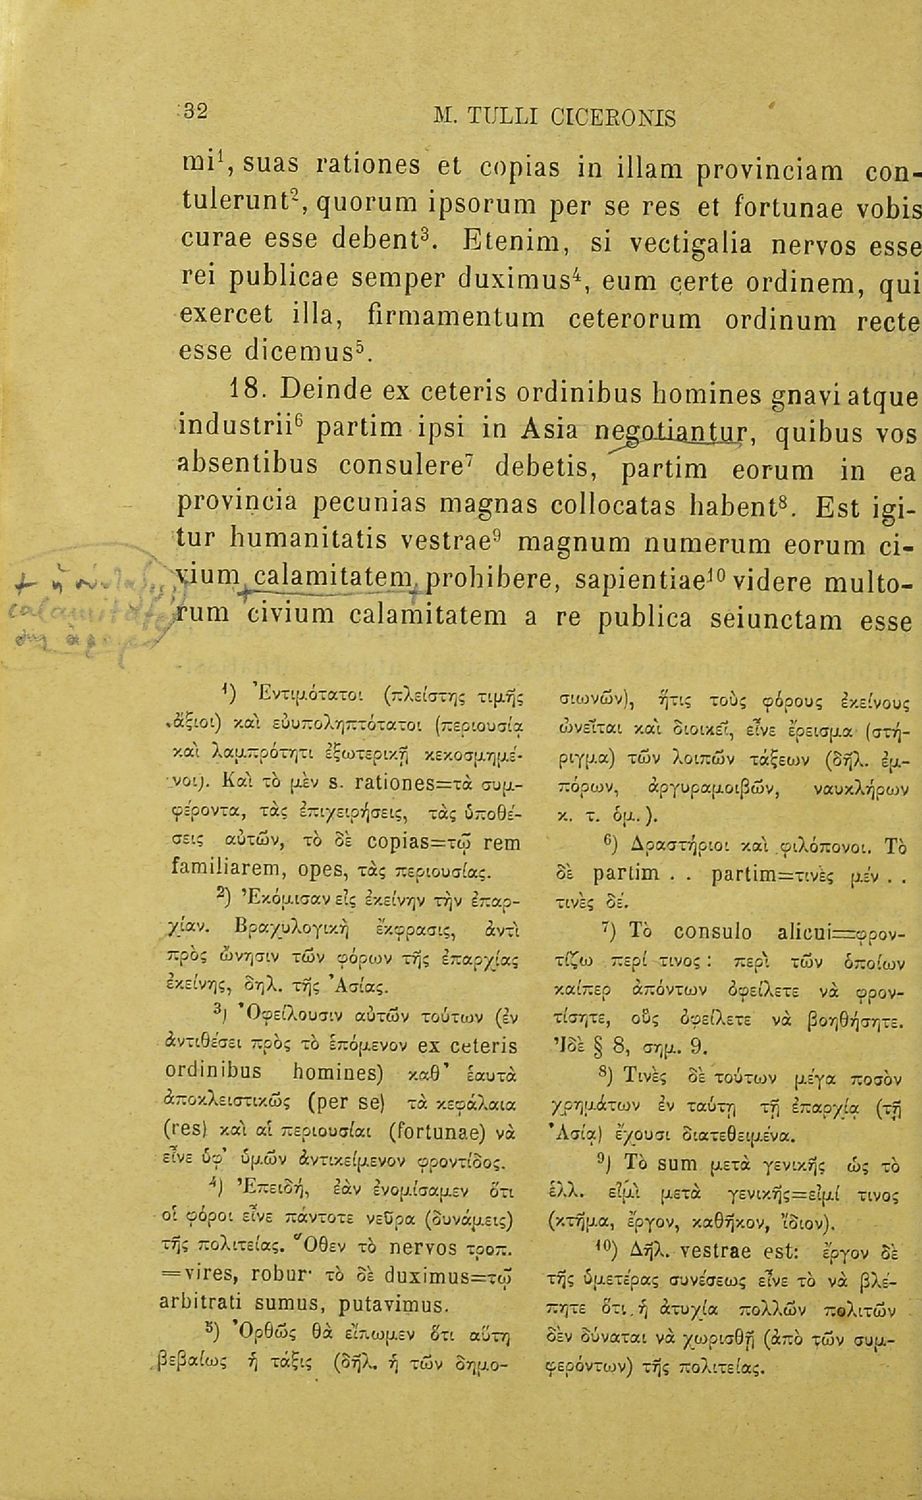 32
M. TULLI CICERONIS
mi¹, suas rationes et copias in illam provinciam con-
tulerunt², quorum ipsorum per se res et fortunae vobis
curae esse debent³. Etenim, si vectigalia nervos esse
rei publicae semper duximus⁴, eum certe ordinem, qui
exercet illa, firmamentum ceterorum ordinum recte
esse dicemus⁵.
18. Deinde ex ceteris ordinibus homines gnavi atque
industrii⁶ partim ipsi in Asia negotiantur, quibus vos
absentibus consulere⁷ debetis, partim eorum in ea
provincia pecunias magnas collocatas habent⁸. Est igi-
tur humanitatis vestrae⁹ magnum numerum eorum ci-
vium calamitatem prohibere, sapientiae¹⁰ videre multo-
rum civium calamitatem a re publica seiunctam esse
¹) Ἐντιμότατοι (πλείστης τιμῆς
ἄξιοι) καὶ εὐυποληπτότατοι (περιουσίᾳ
καὶ λαμπρότητι ἐξωτερικῇ κεκοσμημέ-
νοι). Καὶ τὸ μὲν s. rationes=τὰ συμ-
φέροντα, τὰς ἐπιχειρήσεις, τὰς ὑποθέ-
σεις αὐτῶν, τὸ δὲ copias=τῷ rem
familiarem, opes, τὰς περιουσίας.
²) Ἐκόμισαν εἰς ἐκείνην τὴν ἐπαρ-
χίαν. Βραχυλογικὴ ἔκφρασις, ἀντὶ
πρὸς ὤνησιν τῶν φόρων τῆς ἐπαρχίας
ἐκείνης, δηλ. τῆς Ἀσίας.
³) Ὀφείλουσιν αὐτῶν τούτων (ἐν
ἀντιθέσει πρὸς τὸ ἑπόμενον ex ceteris
ordinibus homines) καθ' ἑαυτὰ
ἀποκλειστικῶς (per se) τὰ κεφάλαια
(res) καὶ αἱ περιουσίαι (fortunae) νὰ
εἶνε ὑφ' ὑμῶν ἀντικείμενον φροντίδος.
⁴) Ἐπειδή, ἐὰν ἐνομίσαμεν ὅτι
οἱ φόροι εἶνε πάντοτε νεῦρα (δυνάμεις)
τῆς πολιτείας. Ὅθεν τὸ nervos τροπ.
=vires, robur· τὸ δὲ duximus=τῷ
arbitrati sumus, putavimus.
⁵) Ὀρθῶς θὰ εἴπωμεν ὅτι αὕτη
βεβαίως ἡ τάξις (δῆλ. ἡ τῶν δημο-
σιωνῶν), ἥτις τοὺς φόρους ἐκείνους
ὠνεῖται καὶ διοικεῖ, εἶνε ἔρεισμα (στή-
ριγμα) τῶν λοιπῶν τάξεων (δῆλ. ἐμ-
πόρων, ἀργυραμοιβῶν, ναυκλήρων
κ. τ. ὁμ.).
⁶) Δραστήριοι καὶ φιλόπονοι. Τὸ
δὲ partim . . partim=τινὲς μέν . .
τινὲς δέ.
⁷) Τὸ consulo alicui=φρον-
τίζω περί τινος : περὶ τῶν ὁποίων
καίπερ ἀπόντων ὀφείλετε νὰ φρον-
τίσητε, οὓς ὀφείλετε νὰ βοηθήσητε.
Ἰδὲ § 8, σημ. 9.
⁸) Τινὲς δὲ τούτων μέγα ποσὸν
χρημάτων ἐν ταύτῃ τῇ ἐπαρχίᾳ (τῇ
Ἀσίᾳ) ἔχουσι διατεθειμένα.
⁹) Τὸ sum μετὰ γενικῆς ὡς τὸ
ἑλλ. εἰμὶ μετὰ γενικῆς=εἰμί τινος
(κτῆμα, ἔργον, καθῆκον, ἴδιον).
¹⁰) Δῆλ. vestrae est: ἔργον δὲ
τῆς ὑμετέρας συνέσεως εἶνε τὸ νὰ βλέ-
πητε ὅτι ἡ ἀτυχία πολλῶν πολιτῶν
δὲν δύναται νὰ χωρισθῇ (ἀπὸ τῶν συμ-
φερόντων) τῆς πολιτείας.